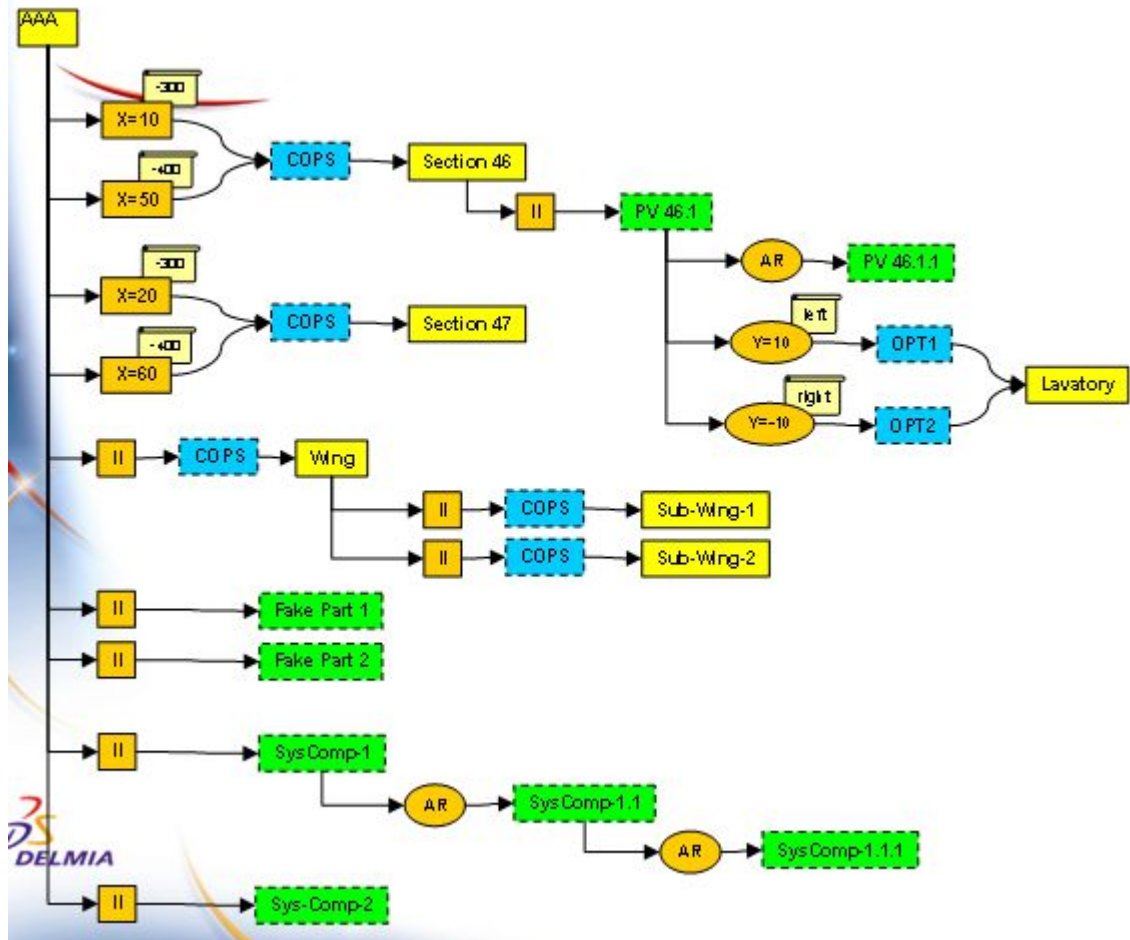 AAA
-300
X=10
COPS
Section 46
-400
X=50
II
PV 46.1
-300
X=20
AR
PV 46.1.1
COPS
Section 47
left
Y=10
OPT1
-400
X=60
right
Lavatory
Y=-10
OPT2
II
COPS
Wing
II
COPS
Sub-Wing-1
II
COPS
Sub-Wing-2
II
Fake Part 1
II
Fake Part 2
II
SysComp-1
AR
SysComp-1.1
AR
SysComp-1.1.1
DS
DELMIA
II
Sys-Comp-2